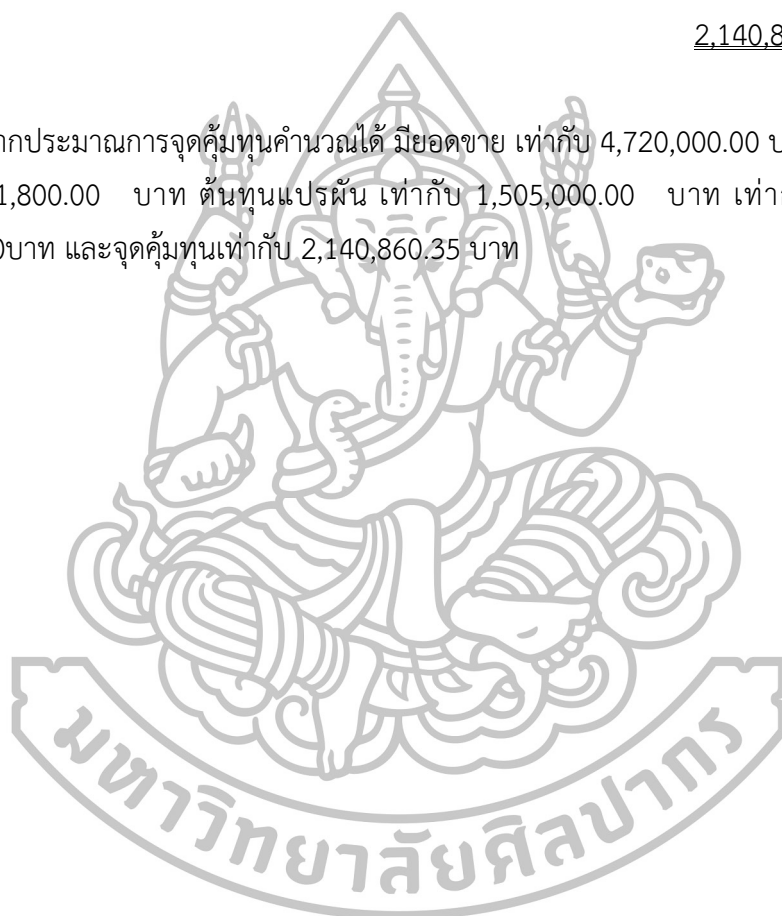 2,140,8
ากประมาณการจุดคุ้มทุนคำนวณได้ มียอดขาย เท่ากับ 4,720,000.00 บ
1,800.00 บาท ต้นทุนแปรผัน เท่ากับ 1,505,000.00 บาท เท่า
0บาท และจุดคุ้มทุนเท่ากับ 2,140,860.35 บาท
มหาวิทยาลัยศิลปากร